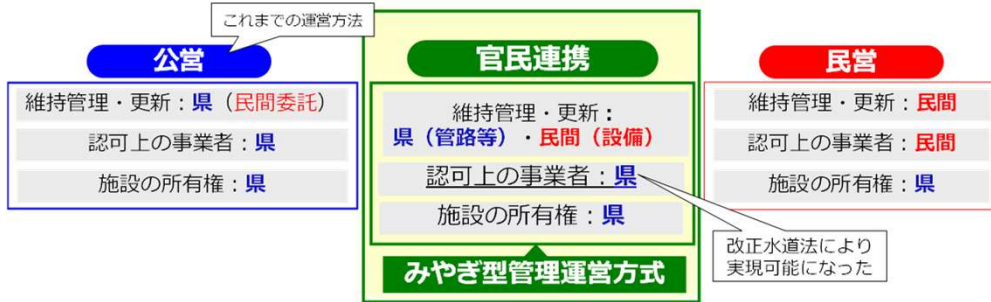 これまでの運営方法
公営
維持管理・更新：県（民間委託）
認可上の事業者：県
施設の所有権：県
官民連携
維持管理・更新：
県（管路等）・民間（設備）
認可上の事業者：県
施設の所有権：県
みやぎ型管理運営方式
民営
維持管理・更新：民間
認可上の事業者：民間
施設の所有権：県
改正水道法により
実現可能になった